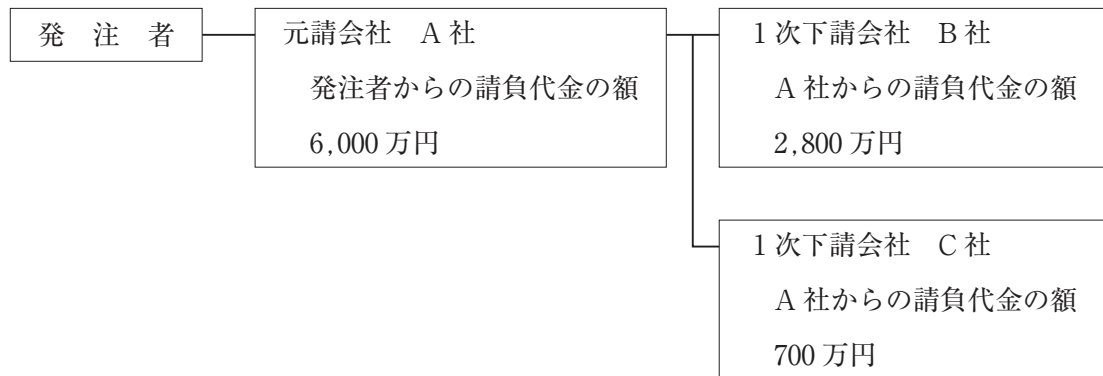 発 注 者
元請会社 A社
発注者からの請負代金の額
6,000万円
1次下請会社 B社
A社からの請負代金の額
2,800万円
1次下請会社 C社
A社からの請負代金の額
700万円